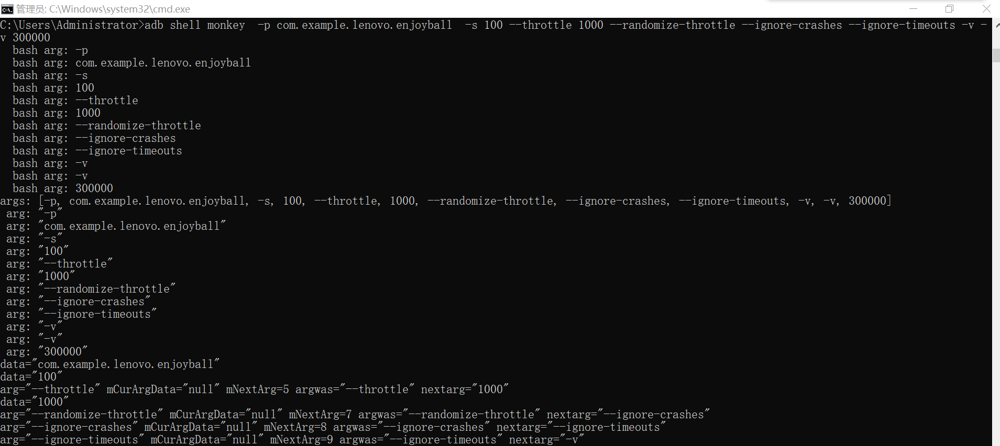 管理员: C:\Windows\system32\cmd.exe
C:\Users\Administrator>adb shell monkey  -p com.example.lenovo.enjoyball  -s 100 --throttle 1000 --randomize-throttle --ignore-crashes --ignore-timeouts -v -
v 300000
  bash arg: -p
  bash arg: com.example.lenovo.enjoyball
  bash arg: -s
  bash arg: 100
  bash arg: --throttle
  bash arg: 1000
  bash arg: --randomize-throttle
  bash arg: --ignore-crashes
  bash arg: --ignore-timeouts
  bash arg: -v
  bash arg: -v
  bash arg: 300000
args: [-p, com.example.lenovo.enjoyball, -s, 100, --throttle, 1000, --randomize-throttle, --ignore-crashes, --ignore-timeouts, -v, -v, 300000]
 arg: "-p"
 arg: "com.example.lenovo.enjoyball"
 arg: "-s"
 arg: "100"
 arg: "--throttle"
 arg: "1000"
 arg: "--randomize-throttle"
 arg: "--ignore-crashes"
 arg: "--ignore-timeouts"
 arg: "-v"
 arg: "-v"
 arg: "300000"
data="com.example.lenovo.enjoyball"
data="100"
arg="--throttle" mCurArgData="null" mNextArg=5 argwas="--throttle" nextarg="1000"
data="1000"
arg="--randomize-throttle" mCurArgData="null" mNextArg=7 argwas="--randomize-throttle" nextarg="--ignore-crashes"
arg="--ignore-crashes" mCurArgData="null" mNextArg=8 argwas="--ignore-crashes" nextarg="--ignore-timeouts"
arg="--ignore-timeouts" mCurArgData="null" mNextArg=9 argwas="--ignore-timeouts" nextarg="-v"